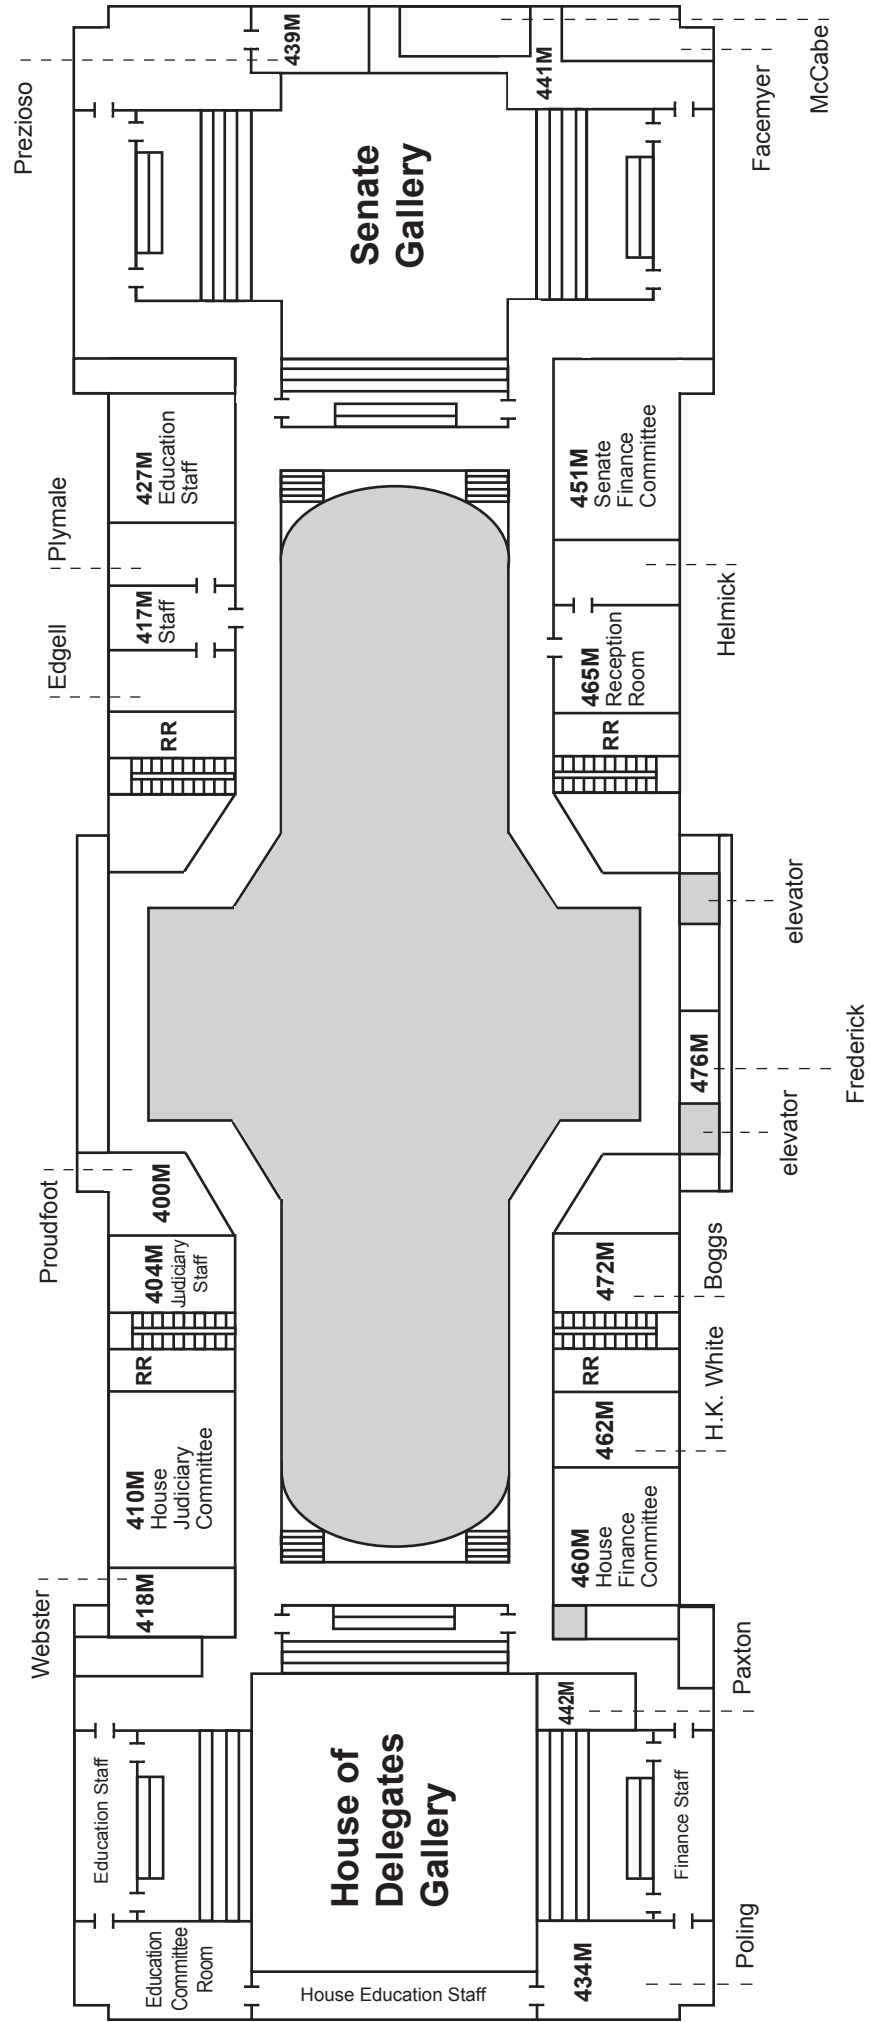 Webster
Proudfoot
Edgell
Plymale
Prezioso
Education
Committee
Room
Education Staff
418M
410M
House
Judiciary
Committee
RR
404M
Judiciary
Staff
400M
RR
417M
Staff
427M
Education
Staff
439M
House Education Staff
House of
Delegates
Gallery
Senate
Gallery
434M
442M
460M
House
Finance
Committee
462M
RR
472M
RR
465M
Reception
Room
451M
Senate
Finance
Committee
441M
Finance Staff
476M
Poling
Paxton
H.K. White
Boggs
elevator
Frederick
elevator
Helmick
Facemyer
McCabe